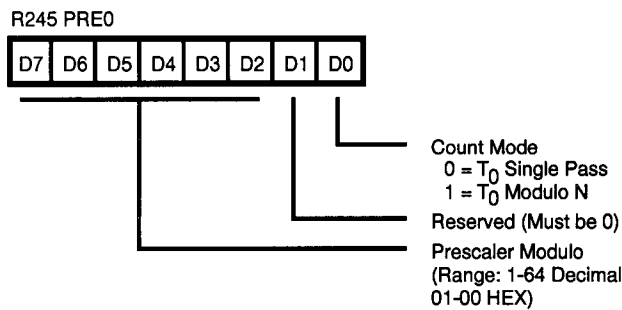 R245 PRE0
D7 D6 D5 D4 D3 D2 D1 D0
Count Mode
0 = T0 Single Pass
1 = T0 Modulo N
Reserved (Must be 0)
Prescaler Modulo
(Range: 1-64 Decimal
01-00 HEX)